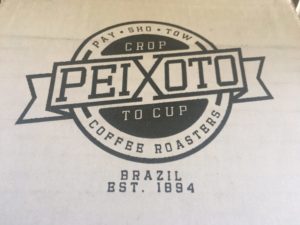 PAY • SHO • TOW
CROP
PEIXOTO
TO CUP
COFFEE ROASTERS
BRAZIL
EST. 1894